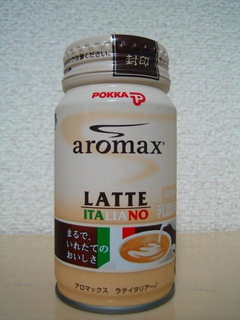 封印
POKKA
aromax®
LATTE
ITALIANO
まるで、
いれたての
おいしさ
アロマックス ラテイタリアーノ